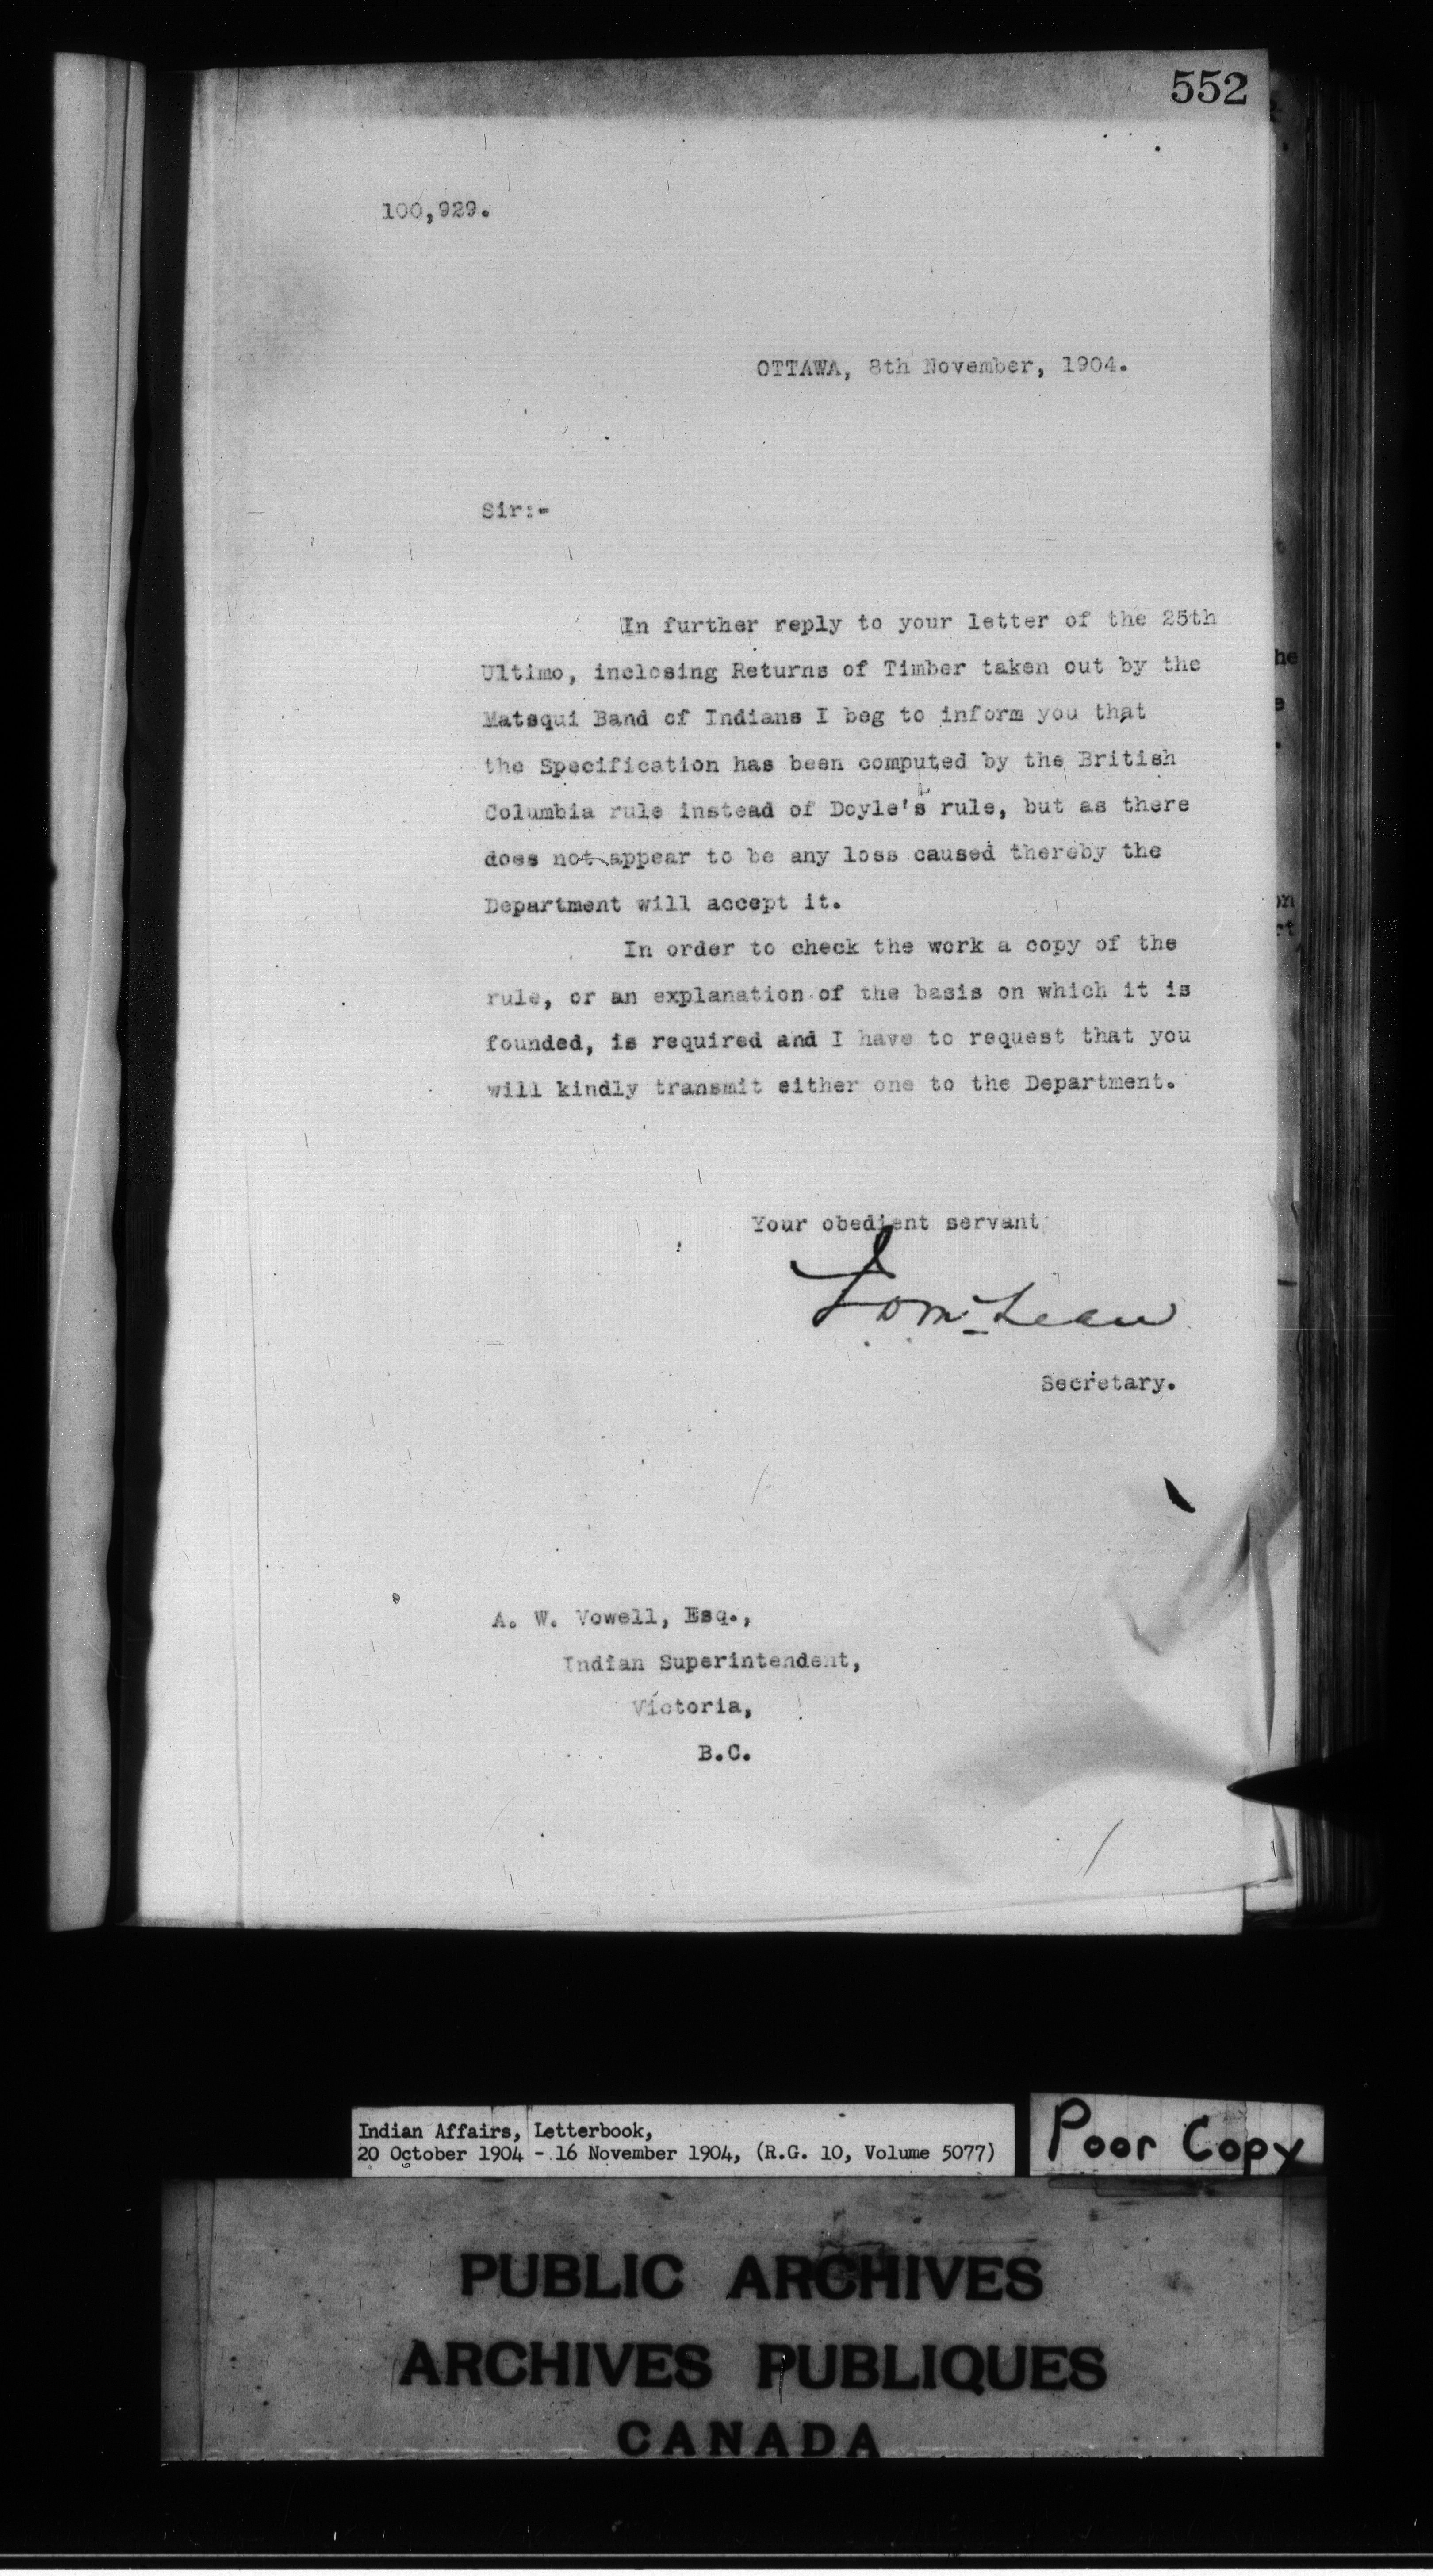 552
100,929.
OTTAWA, 8th November, 1904.
Sir:-
In further reply to your letter of the 25th
Ultimo, inclosing Returns of Timber taken out by the
Matsqui Band of Indians I beg to inform you that
the Specification has been computed by the British
Columbia rule instead of Doyle's rule, but as there
does not appear to be any loss caused thereby the
Department will accept it.
In order to check the work a copy of the
rule, or an explanation of the basis on which it is
founded, is required and I have to request that you
will kindly transmit either one to the Department.
Your obedient servant
J D McLean
Secretary.
A. W. Vowell, Esq.,
Indian Superintendent,
Victoria,
B.C.
Indian Affairs, Letterbook,
20 October 1904 - 16 November 1904, (R.G. 10, Volume 5077)
Poor Copy
PUBLIC ARCHIVES
ARCHIVES PUBLIQUES
CANADA